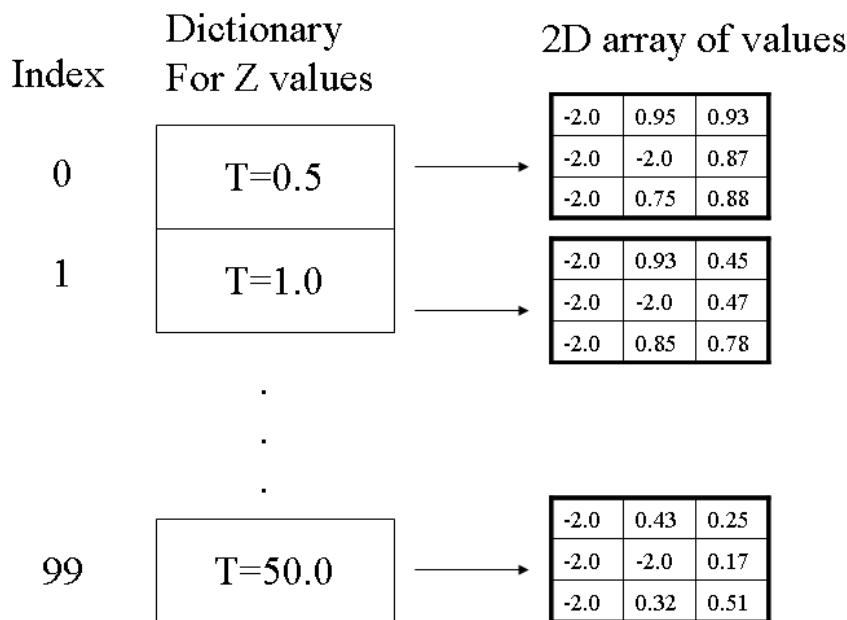 Dictionary
For Z values
2D array of values
Index
0
T=0.5
-2.0 0.95 0.93
-2.0 -2.0 0.87
-2.0 0.75 0.88
1
T=1.0
-2.0 0.93 0.45
-2.0 -2.0 0.47
-2.0 0.85 0.78
.
.
.
99
T=50.0
-2.0 0.43 0.25
-2.0 -2.0 0.17
-2.0 0.32 0.51